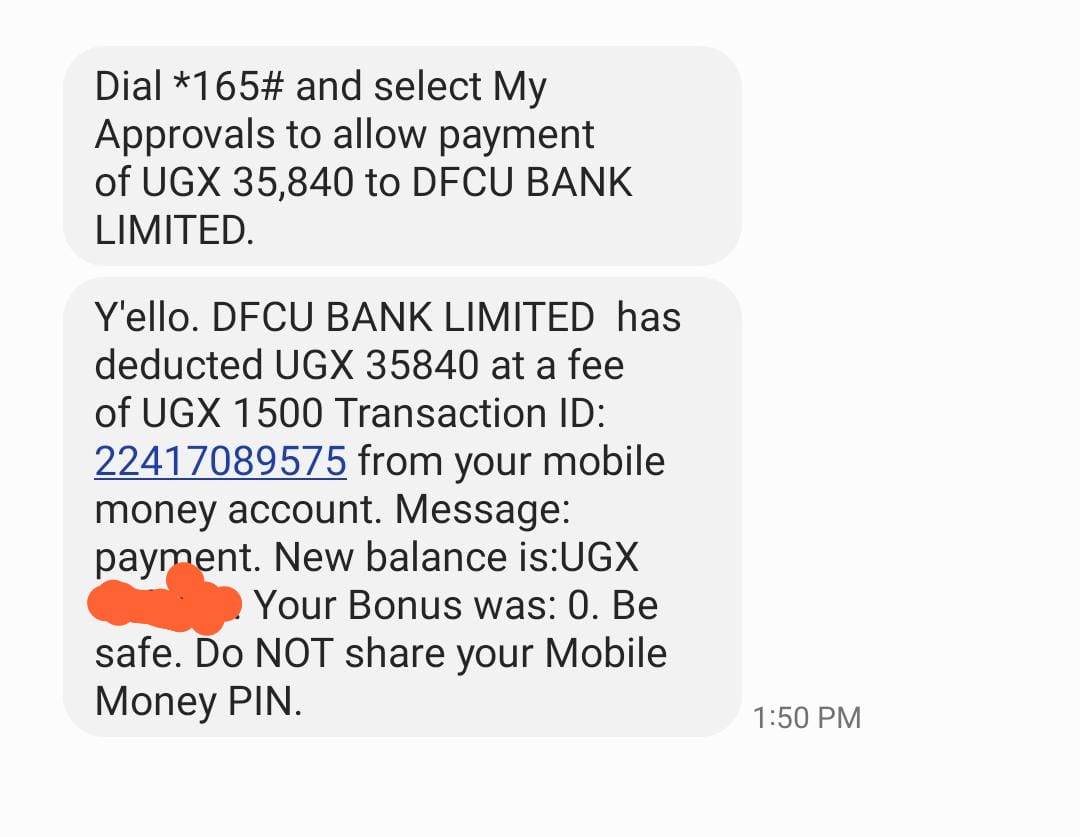 Dial *165# and select My
Approvals to allow payment
of UGX 35,840 to DFCU BANK
LIMITED.
Y'ello. DFCU BANK LIMITED  has
deducted UGX 35840 at a fee
of UGX 1500 Transaction ID:
22417089575 from your mobile
money account. Message:
payment. New balance is:UGX
. Your Bonus was: 0. Be
safe. Do NOT share your Mobile
Money PIN.
1:50 PM